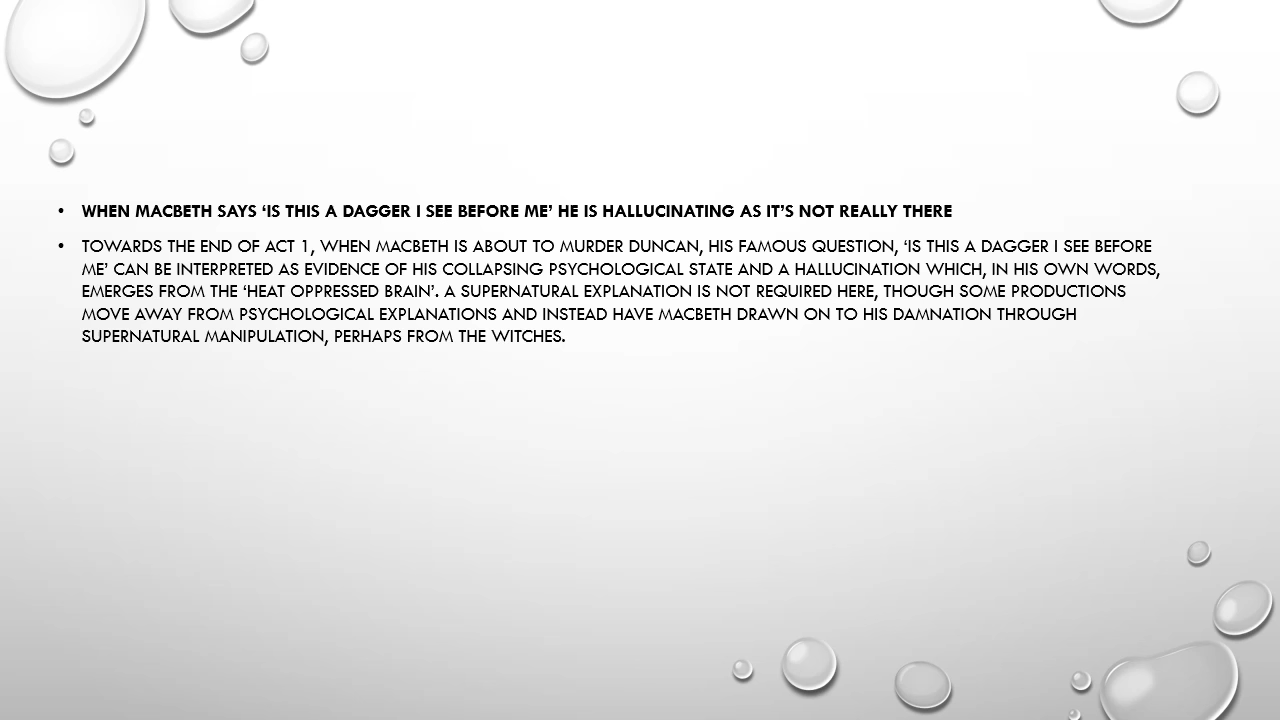 • WHEN MACBETH SAYS ‘IS THIS A DAGGER I SEE BEFORE ME’ HE IS HALLUCINATING AS IT’S NOT REALLY THERE
• TOWARDS THE END OF ACT 1, WHEN MACBETH IS ABOUT TO MURDER DUNCAN, HIS FAMOUS QUESTION, ‘IS THIS A DAGGER I SEE BEFORE
ME’ CAN BE INTERPRETED AS EVIDENCE OF HIS COLLAPSING PSYCHOLOGICAL STATE AND A HALLUCINATION WHICH, IN HIS OWN WORDS,
EMERGES FROM THE ‘HEAT OPPRESSED BRAIN’. A SUPERNATURAL EXPLANATION IS NOT REQUIRED HERE, THOUGH SOME PRODUCTIONS
MOVE AWAY FROM PSYCHOLOGICAL EXPLANATIONS AND INSTEAD HAVE MACBETH DRAWN ON TO HIS DAMNATION THROUGH
SUPERNATURAL MANIPULATION, PERHAPS FROM THE WITCHES.